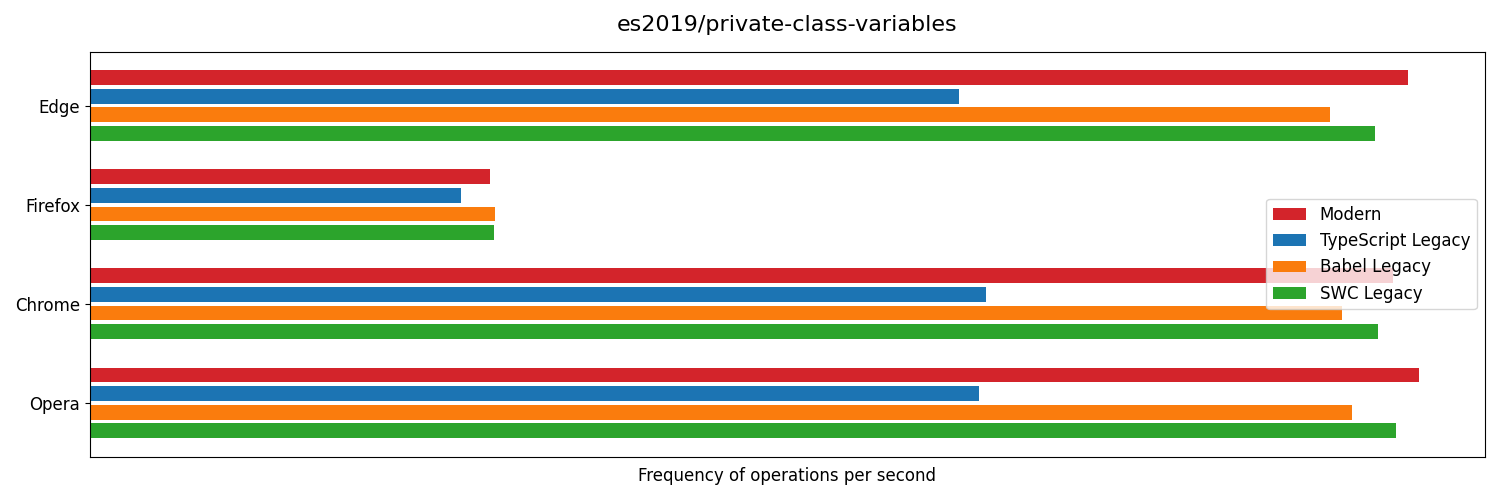 es2019/private-class-variables
Edge
Firefox
Chrome
Opera
Modern
TypeScript Legacy
Babel Legacy
SWC Legacy
Frequency of operations per second